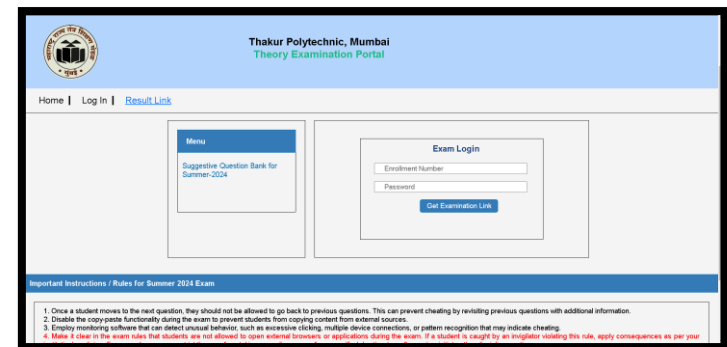 Thakur Polytechnic, Mumbai
Theory Examination Portal
मुंबई
Home | Log In | Result Link
Menu
Suggestive Question Bank for
Summer-2024
Exam Login
Enrollment Number
Password
Get Examination Link
Important Instructions / Rules for Summer 2024 Exam
1. Once a student moves to the next question, they should not be allowed to go back to previous questions. This can prevent cheating by revisiting previous questions with additional information.
2. Disable the copy-paste functionality during the exam to prevent students from copying content from external sources.
3. Employ monitoring software that can detect unusual behavior, such as excessive clicking, multiple device connections, or pattern recognition that may indicate cheating.
4. Make it clear in the exam rules that students are not allowed to open external browsers or applications during the exam. If a student is caught by an invigilator violating this rule, apply consequences as per your